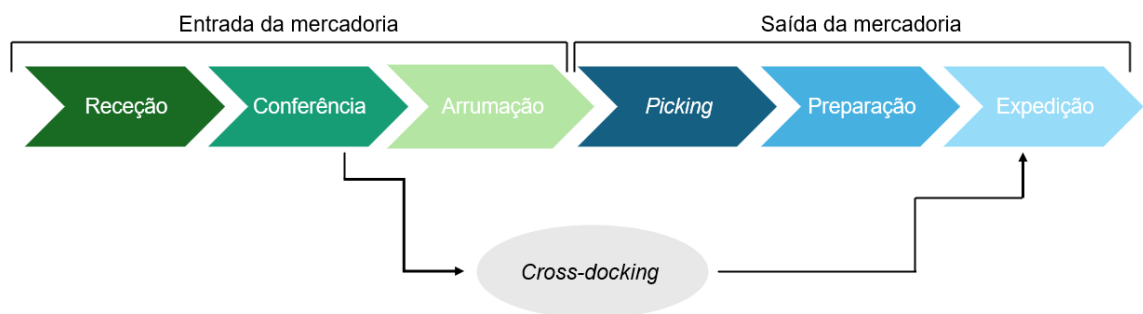 Entrada da mercadoria
Saída da mercadoria
Receção
Conferência
Arrumação
Picking
Preparação
Expedição
Cross-docking